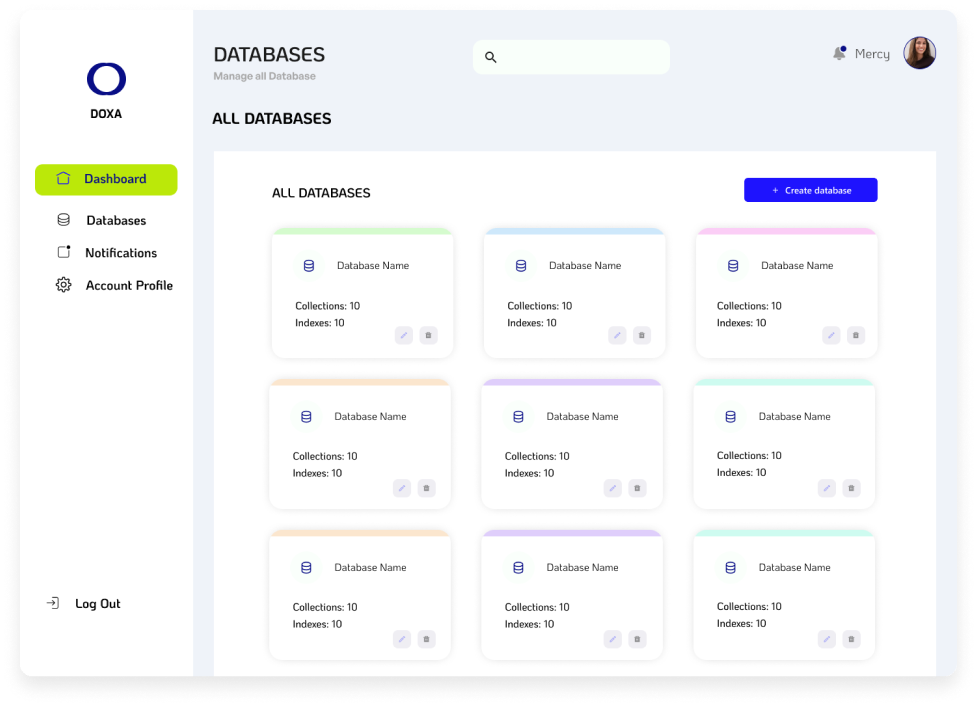 DATABASES
Manage all Database
Mercy
DOXA
ALL DATABASES
Dashboard
Databases
Notifications
Account Profile
Log Out
ALL DATABASES
+ Create database
Database Name
Collections: 10
Indexes: 10
Database Name
Collections: 10
Indexes: 10
Database Name
Collections: 10
Indexes: 10
Database Name
Collections: 10
Indexes: 10
Database Name
Collections: 10
Indexes: 10
Database Name
Collections: 10
Indexes: 10
Database Name
Collections: 10
Indexes: 10
Database Name
Collections: 10
Indexes: 10
Database Name
Collections: 10
Indexes: 10